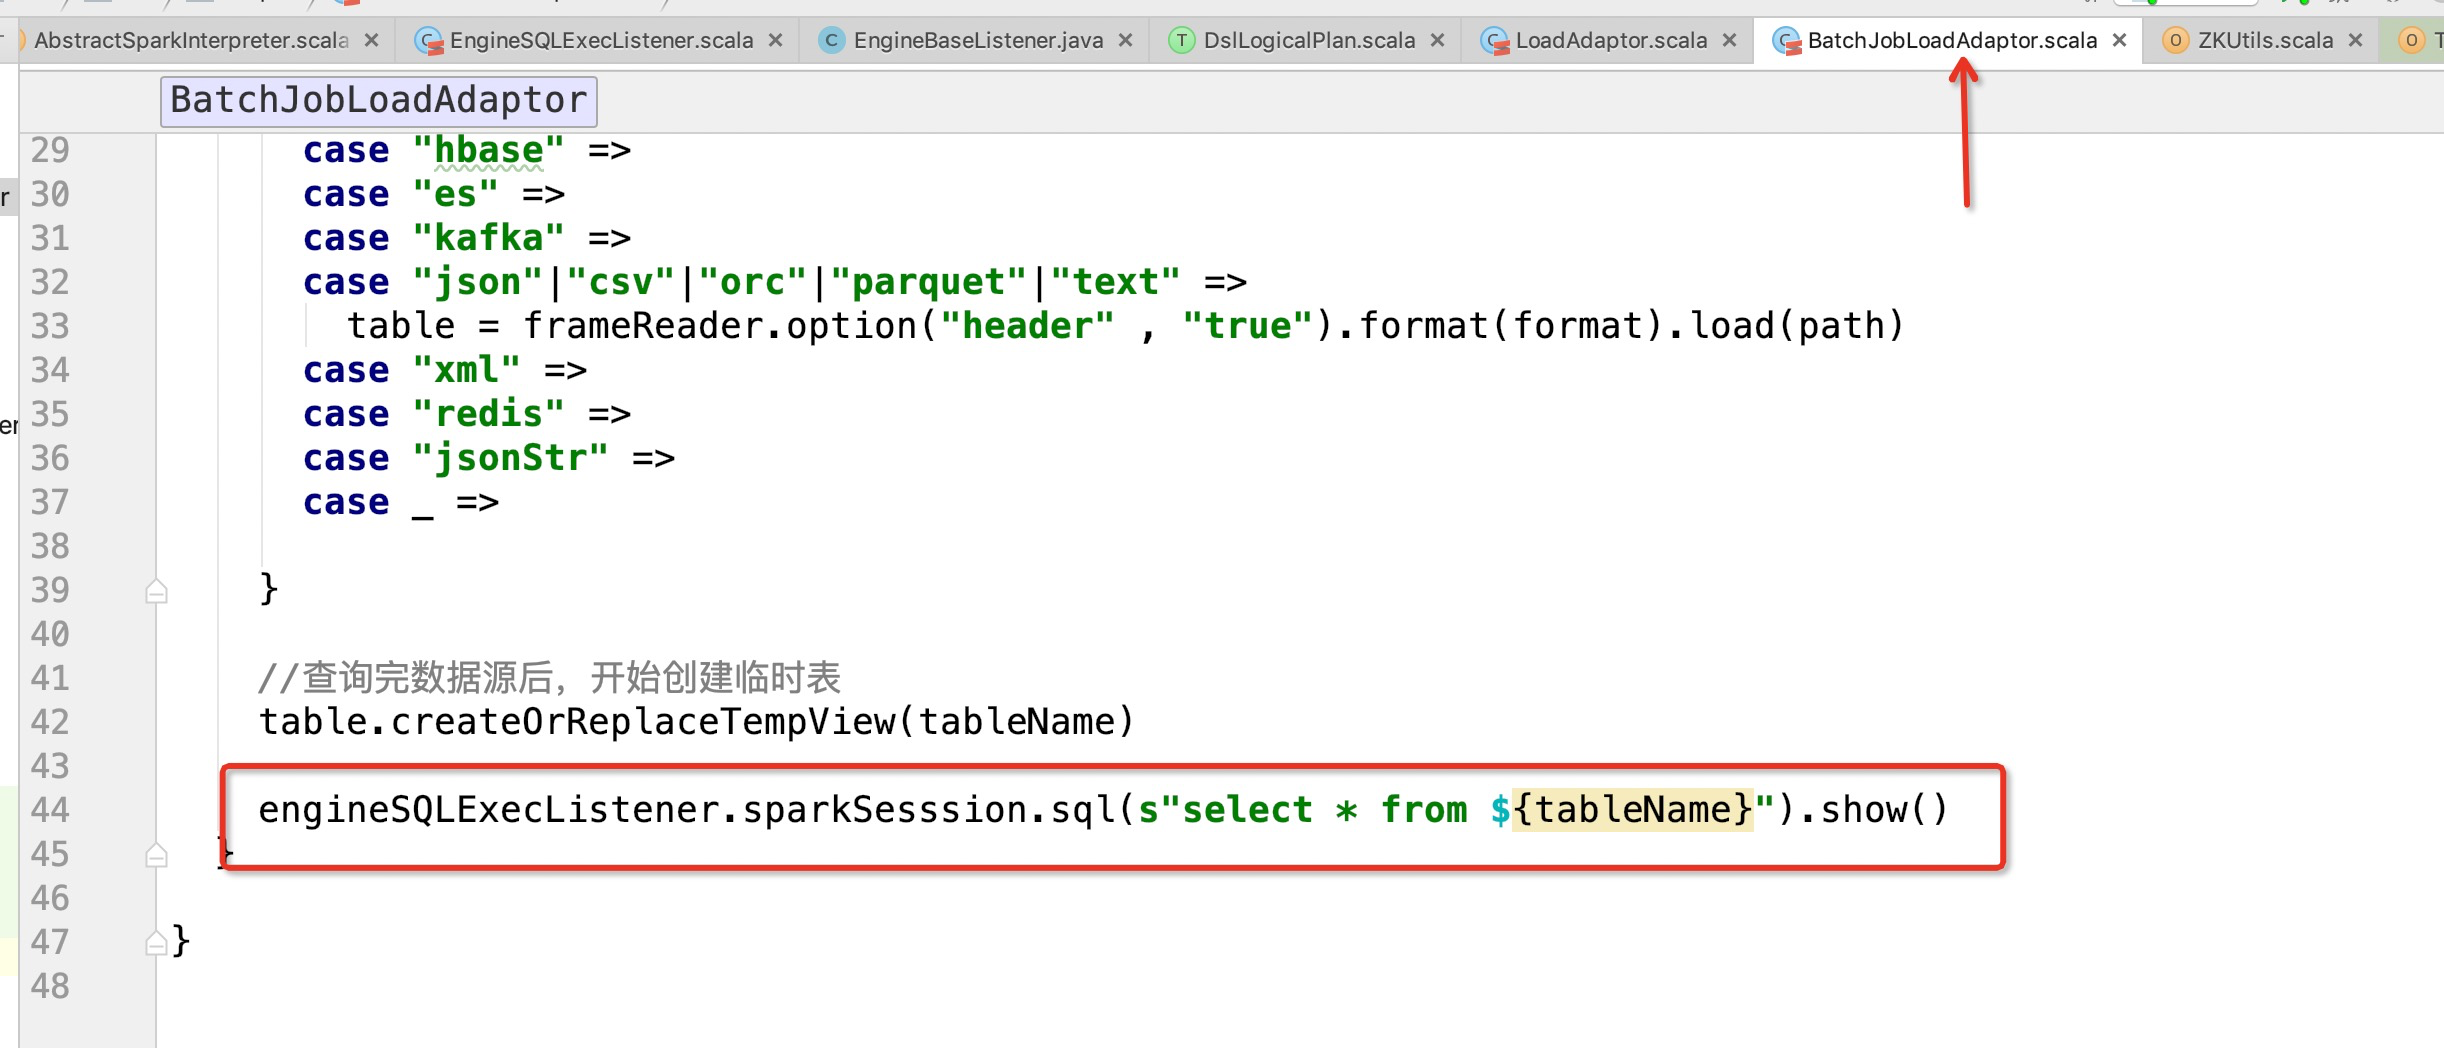 AbstractSparkInterpreter.scala × EngineSQLExecListener.scala × EngineBaseListener.java × DslLogicalPlan.scala × LoadAdaptor.scala × BatchJobLoadAdaptor.scala × ZKUtils.scala ×
BatchJobLoadAdaptor
29 case "hbase" =>
30 case "es" =>
31 case "kafka" =>
32 case "json"|"csv"|"orc"|"parquet"|"text" =>
33 table = frameReader.option("header" , "true").format(format).load(path)
34 case "xml" =>
35 case "redis" =>
36 case "jsonStr" =>
37 case _ =>
38
39 }
40
41 //查询完数据源后，开始创建临时表
42 table.createOrReplaceTempView(tableName)
43
44 engineSQLExecListener.sparkSesssion.sql(s"select * from ${tableName}").show()
45 }
46
47 }
48